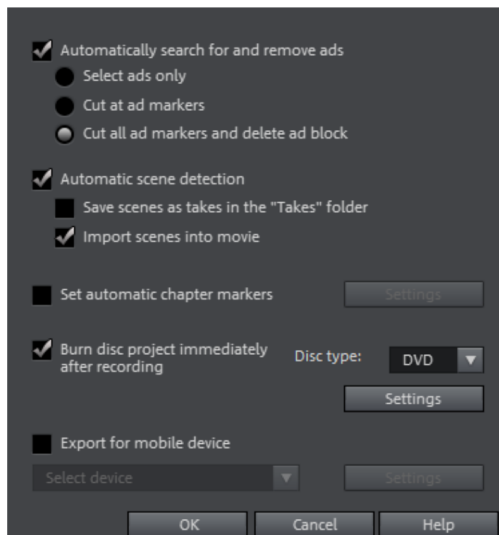 Automatically search for and remove ads
Select ads only
Cut at ad markers
Cut all ad markers and delete ad block
Automatic scene detection
Save scenes as takes in the "Takes" folder
Import scenes into movie
Set automatic chapter markers
Settings
Burn disc project immediately
after recording
Disc type:
DVD
Settings
Export for mobile device
Select device
Settings
OK
Cancel
Help